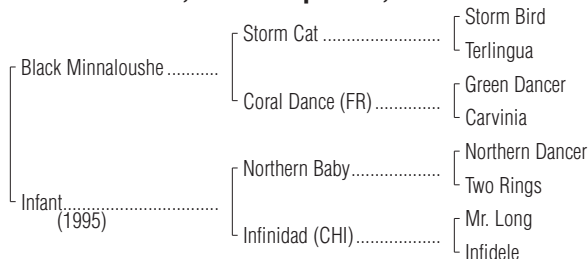 Storm Bird
Storm Cat
Terlingua
Black Minnaloushe
Green Dancer
Coral Dance (FR)
Carvinia
Northern Dancer
Northern Baby
Two Rings
Infant
(1995)
Mr. Long
Infinidad (CHI)
Infidele